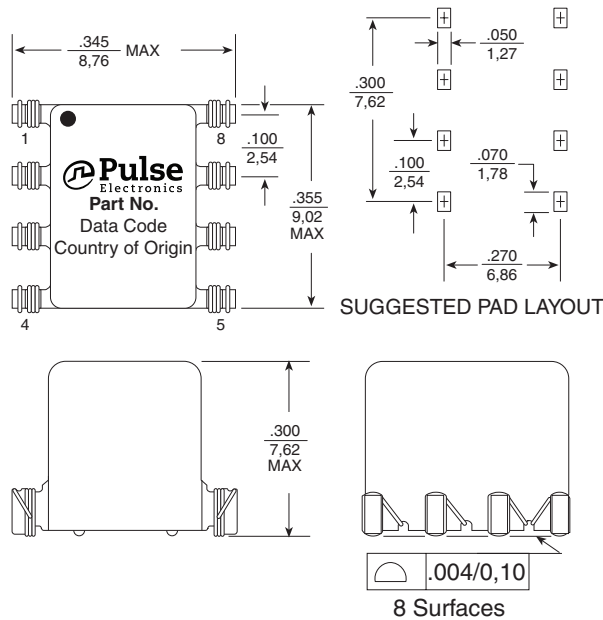 .345
8,76
MAX
1
8
.100
2,54
.355
9,02
MAX
Pulse
Electronics
Part No.
Data Code
Country of Origin
4
5
.050
1,27
.300
7,62
.100
2,54
.070
1,78
.270
6,86
SUGGESTED PAD LAYOUT
.300
7,62
MAX
.004/0,10
8 Surfaces